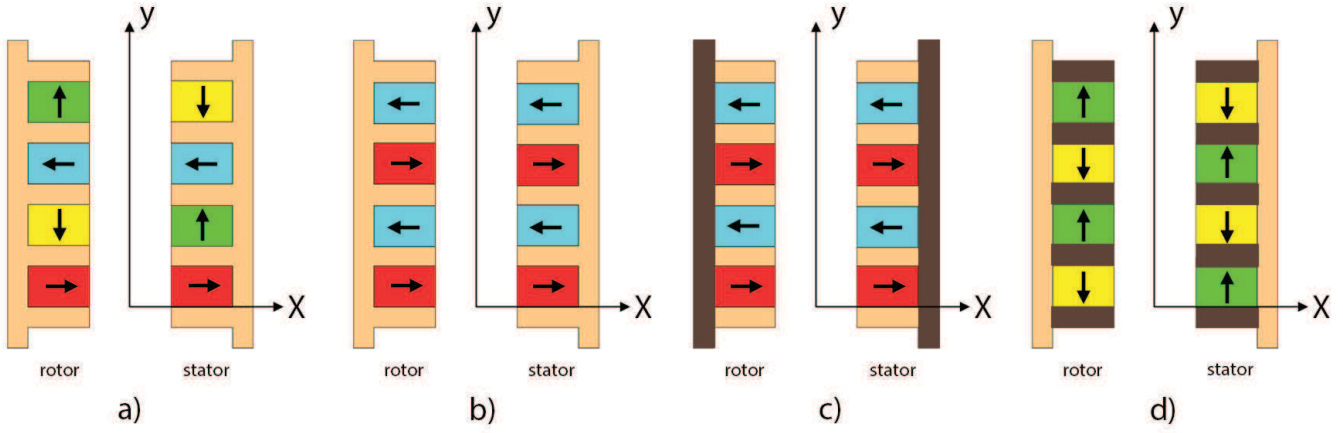 y
X
rotor
stator
a)
y
X
rotor
stator
b)
y
X
rotor
stator
c)
y
X
rotor
stator
d)